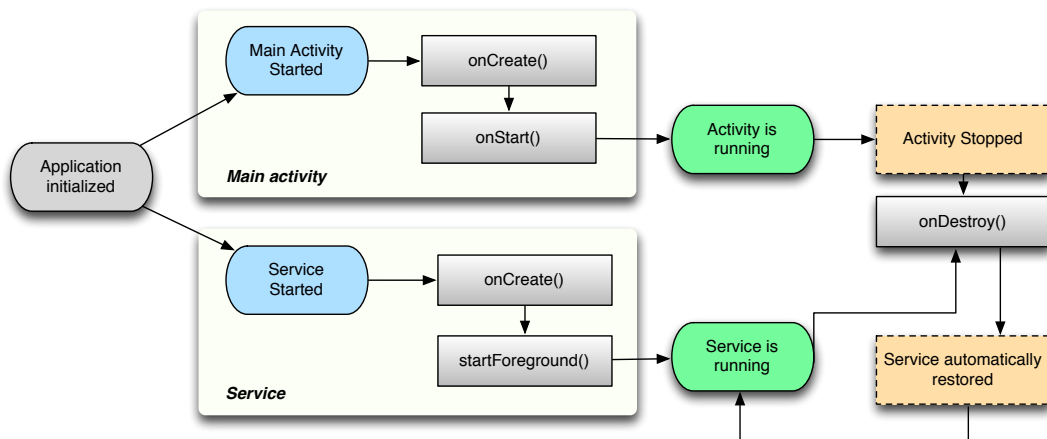 Main Activity
Started
onCreate()
onStart()
Main activity
Application
initialized
Activity is
running
Activity Stopped
onDestroy()
Service
Started
onCreate()
startForeground()
Service
Service is
running
Service automatically
restored